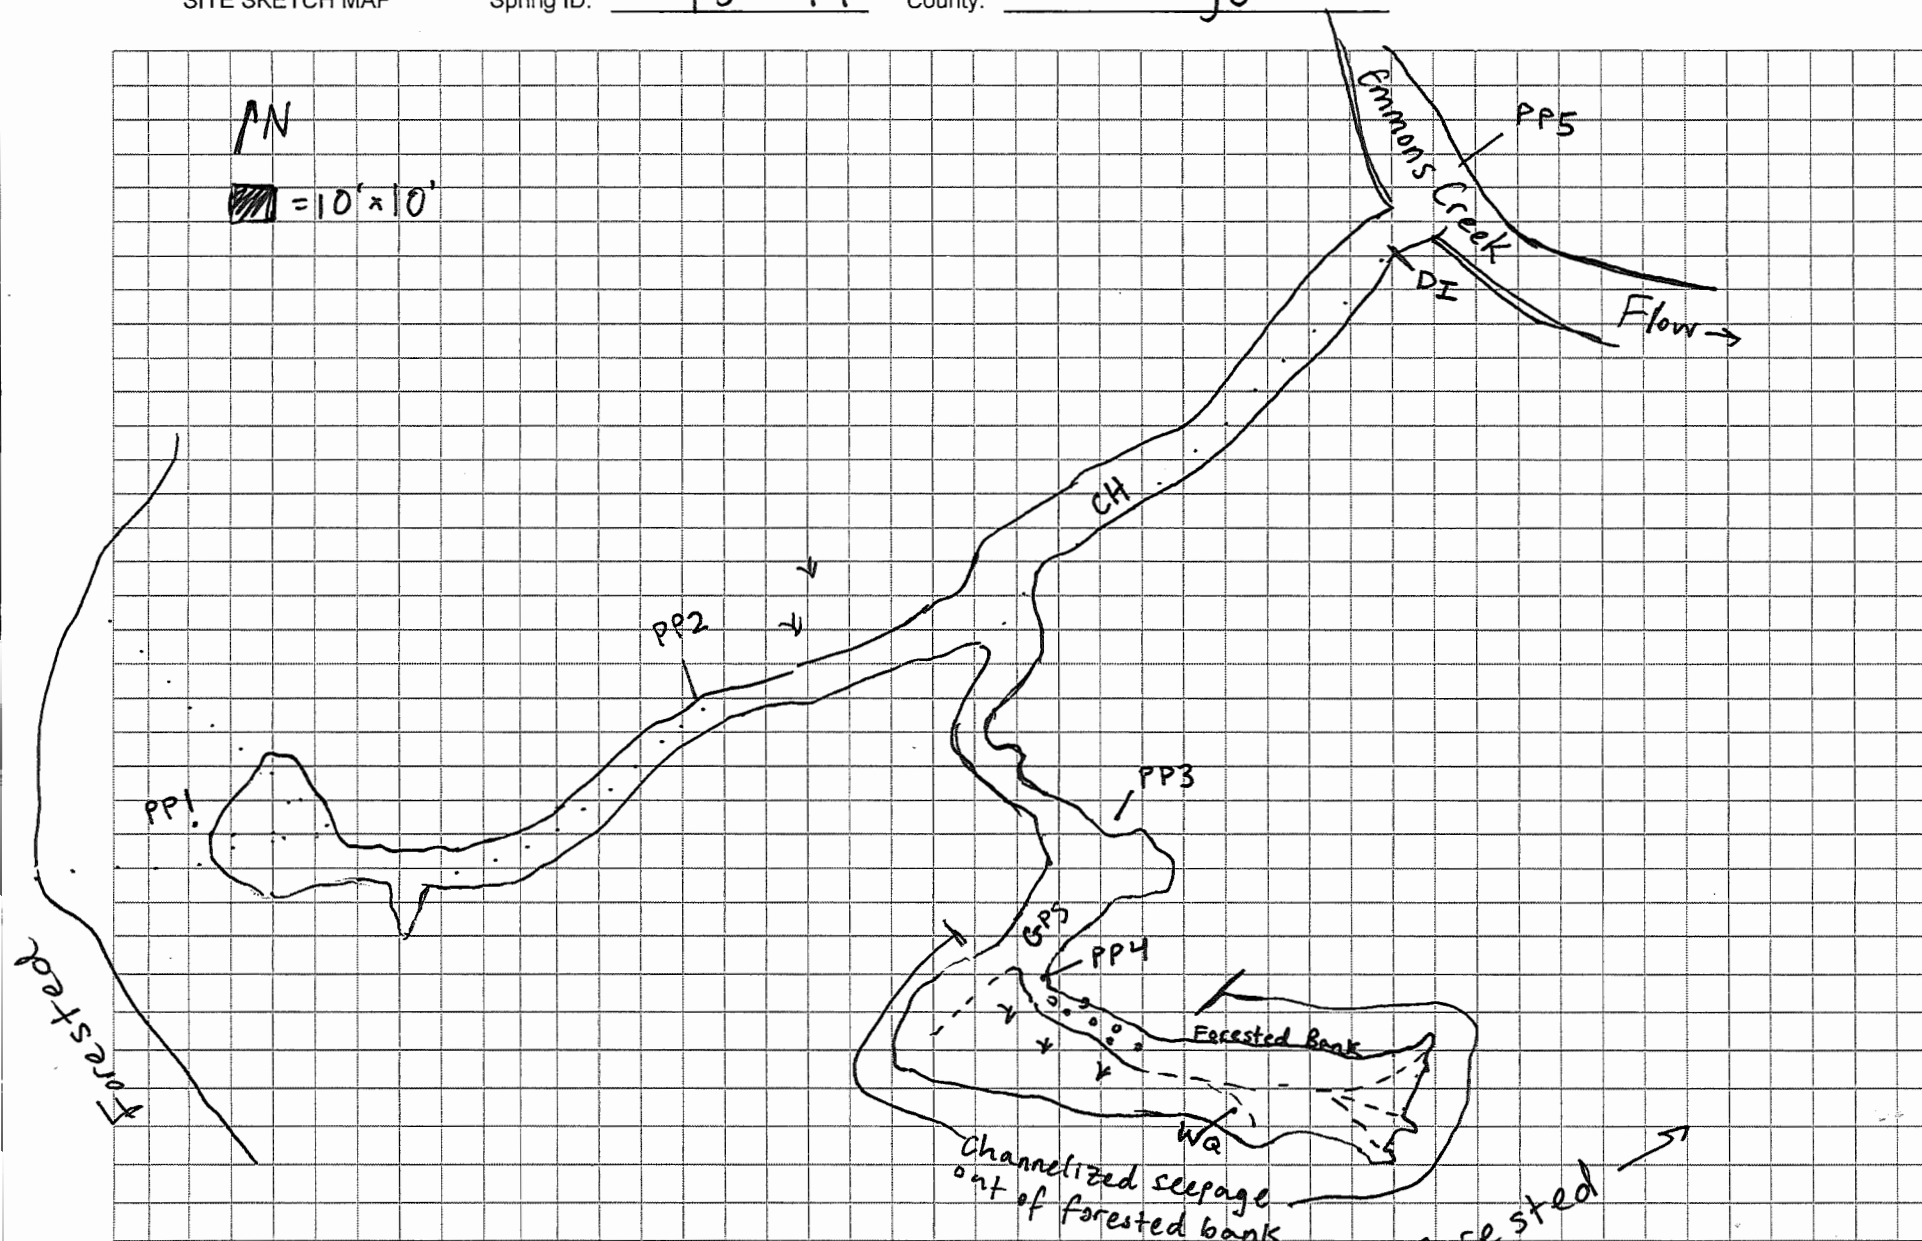 SITE SKETCH MAP Spring ID: County:
N
= 10' x 10'
Emmons Creek
PP5
DI
Flow →
CH
PP2
PP1
PP3
GPS
PP4
Forested
Forested Bank
WQ
Channelized seepage
out of forested bank